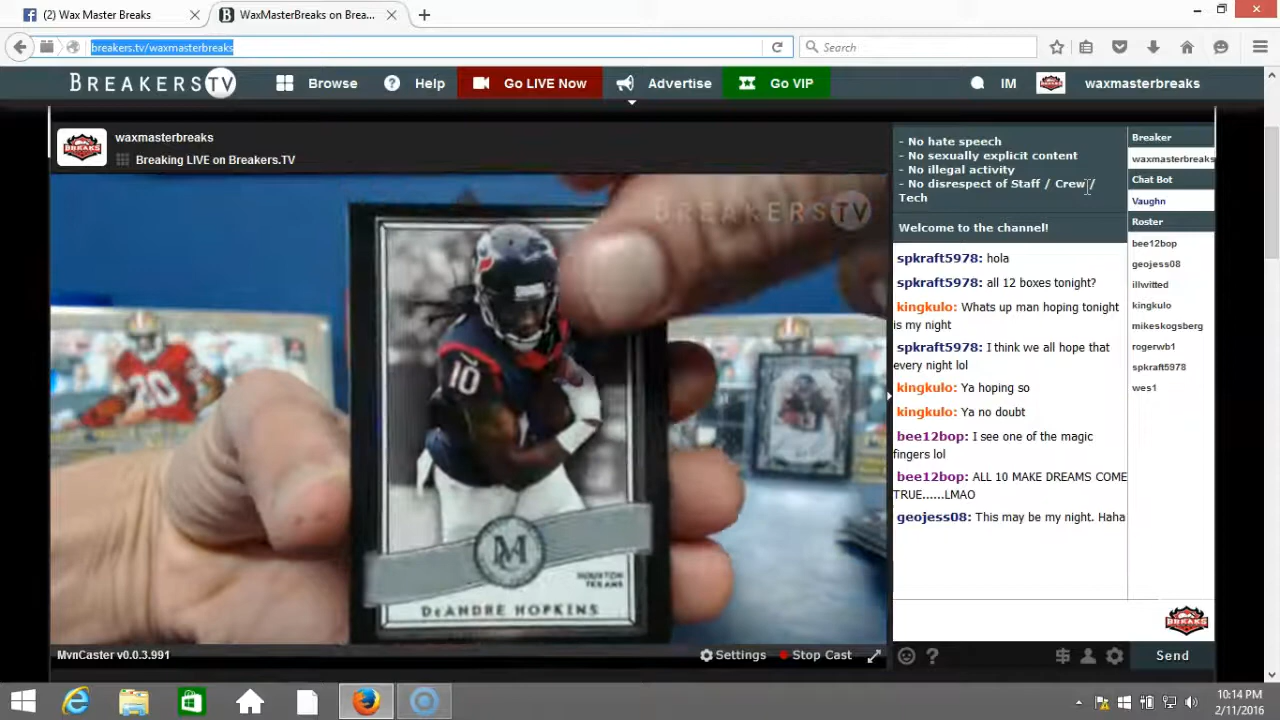 (2) Wax Master Breaks
WaxMasterBreaks on Brea...
breakers.tv/waxmasterbreaks
Search
BREAKERS TV
Browse
Help
Go LIVE Now
Advertise
Go VIP
IM
waxmasterbreaks
waxmasterbreaks
Breaking LIVE on Breakers.TV
BREAKERS TV
10
20
M
HOUSTON
TEXANS
DeANDRE HOPKINS
MvnCaster v0.0.3.991
Settings
Stop Cast
- No hate speech
- No sexually explicit content
- No illegal activity
- No disrespect of Staff / Crew /
Tech
Welcome to the channel!
spkraft5978: hola
spkraft5978: all 12 boxes tonight?
kingkulo: Whats up man hoping tonight
is my night
spkraft5978: I think we all hope that
every night lol
kingkulo: Ya hoping so
kingkulo: Ya no doubt
bee12bop: I see one of the magic
fingers lol
bee12bop: ALL 10 MAKE DREAMS COME
TRUE......LMAO
geojess08: This may be my night. Haha
BREAKS
Send
Breaker
waxmasterbreaks
Chat Bot
Vaughn
Roster
bee12bop
geojess08
illwitted
kingkulo
mikeskogsberg
rogerwb1
spkraft5978
wes1
10:14 PM
2/11/2016